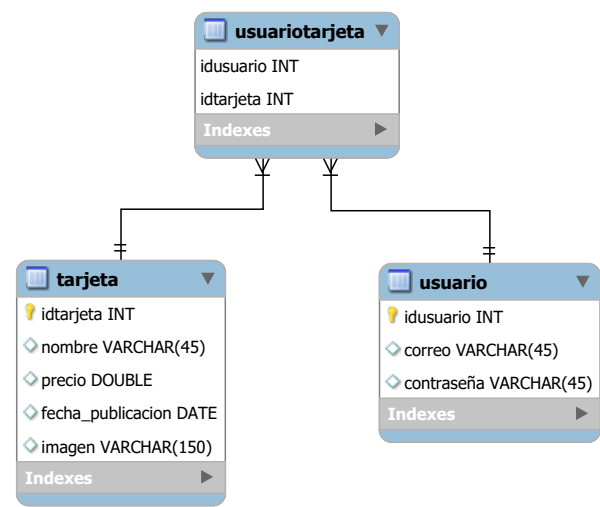 usuariotarjeta
idusuario INT
idtarjeta INT
Indexes
tarjeta
idtarjeta INT
nombre VARCHAR(45)
precio DOUBLE
fecha_publicacion DATE
imagen VARCHAR(150)
Indexes
usuario
idusuario INT
correo VARCHAR(45)
contraseña VARCHAR(45)
Indexes